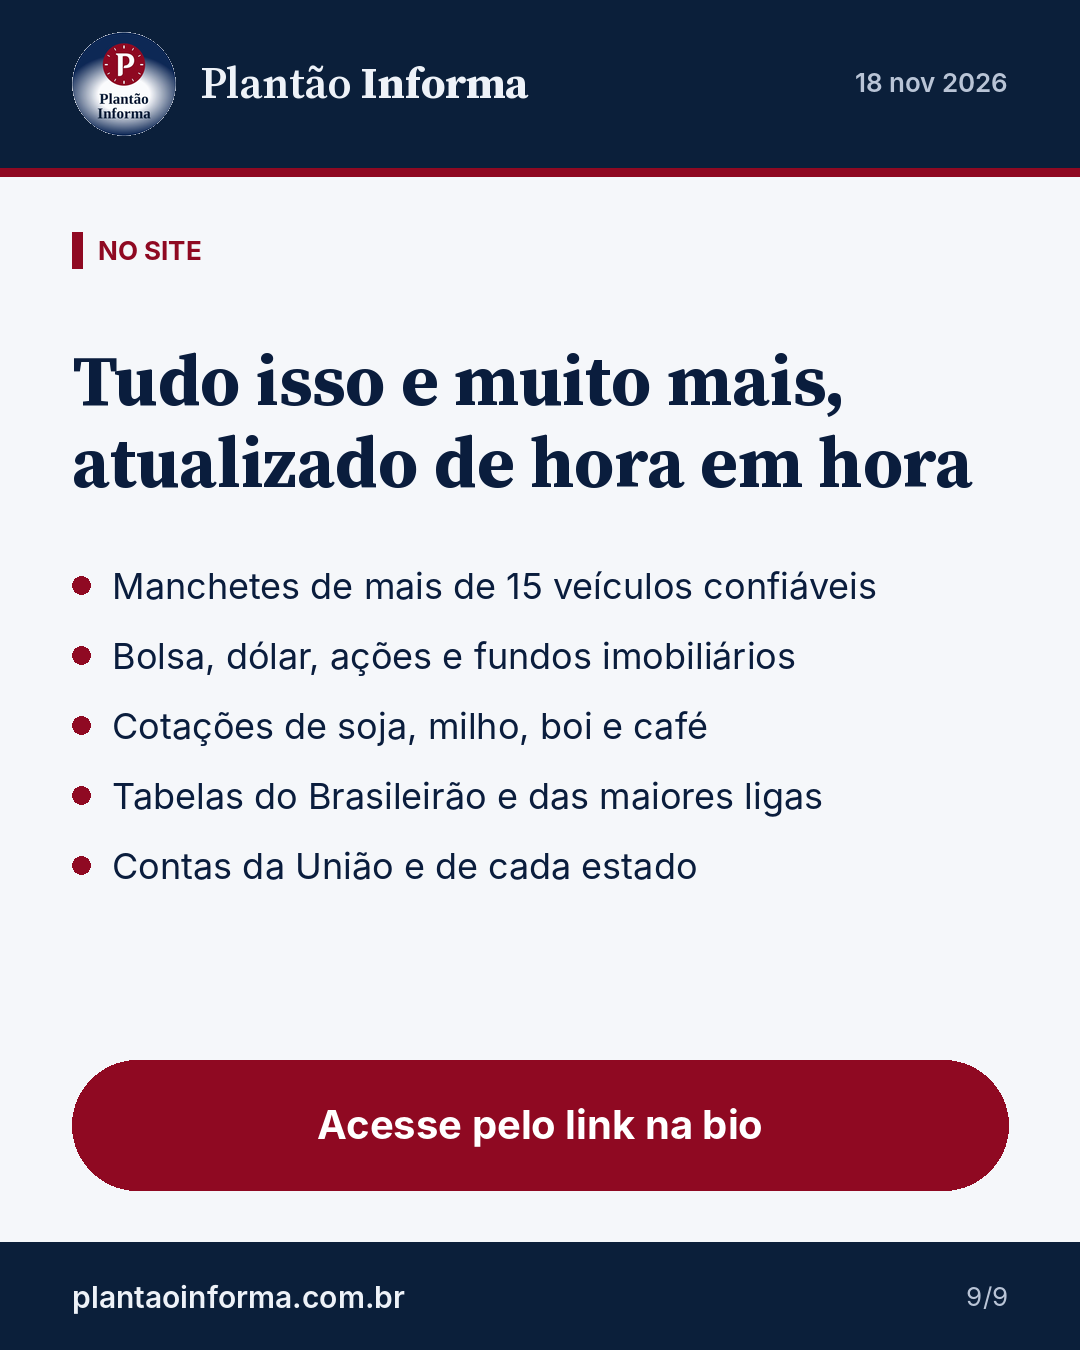 P
Plantão
Informa
Plantão Informa
18 nov 2026
NO SITE
Tudo isso e muito mais,
atualizado de hora em hora
Manchetes de mais de 15 veículos confiáveis
Bolsa, dólar, ações e fundos imobiliários
Cotações de soja, milho, boi e café
Tabelas do Brasileirão e das maiores ligas
Contas da União e de cada estado
Acesse pelo link na bio
plantaoinforma.com.br
9/9